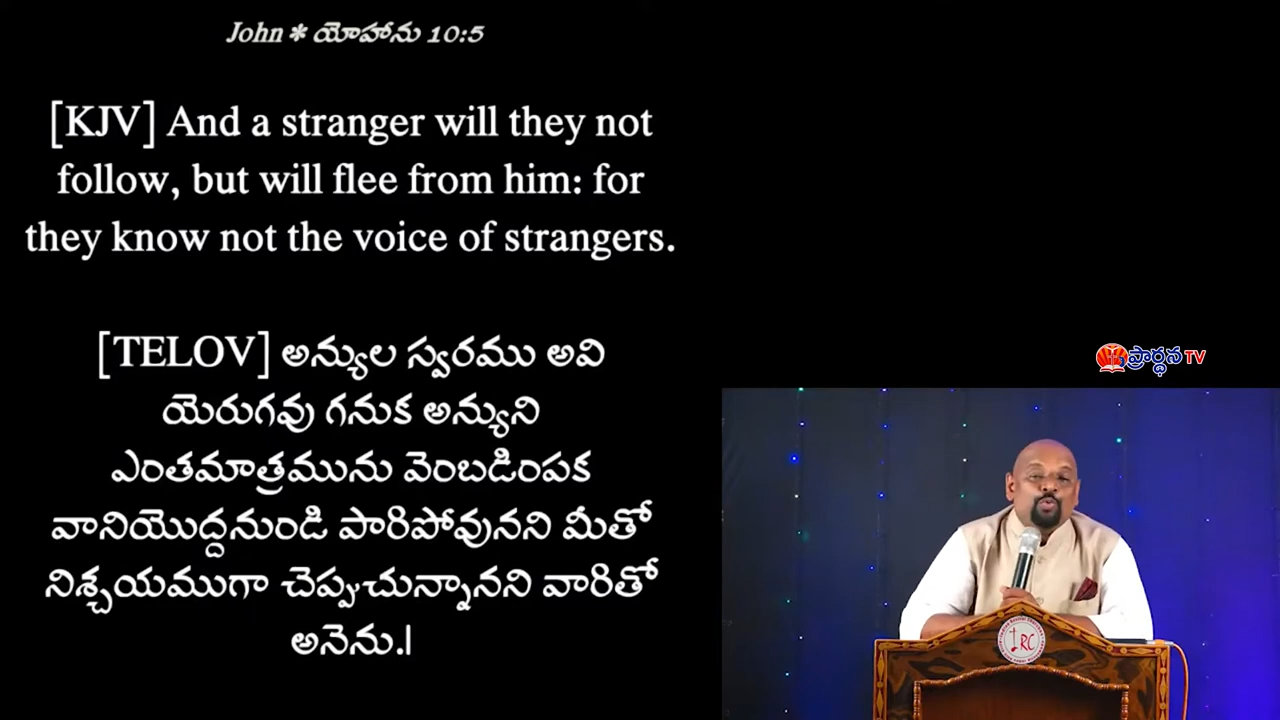 John * యోహాను 10:5
[KJV] And a stranger will they not
follow, but will flee from him: for
they know not the voice of strangers.
[TELOV] అన్యుల స్వరము అవి
యెరుగవు గనుక అన్యుని
ఎంతమాత్రమును వెంబడింపక
వానియొద్దనుండి పారిపోవునని మీతో
నిశ్చయముగా చెప్పుచున్నానని వారితో
అనెను.|
ప్రార్థన TV
RC